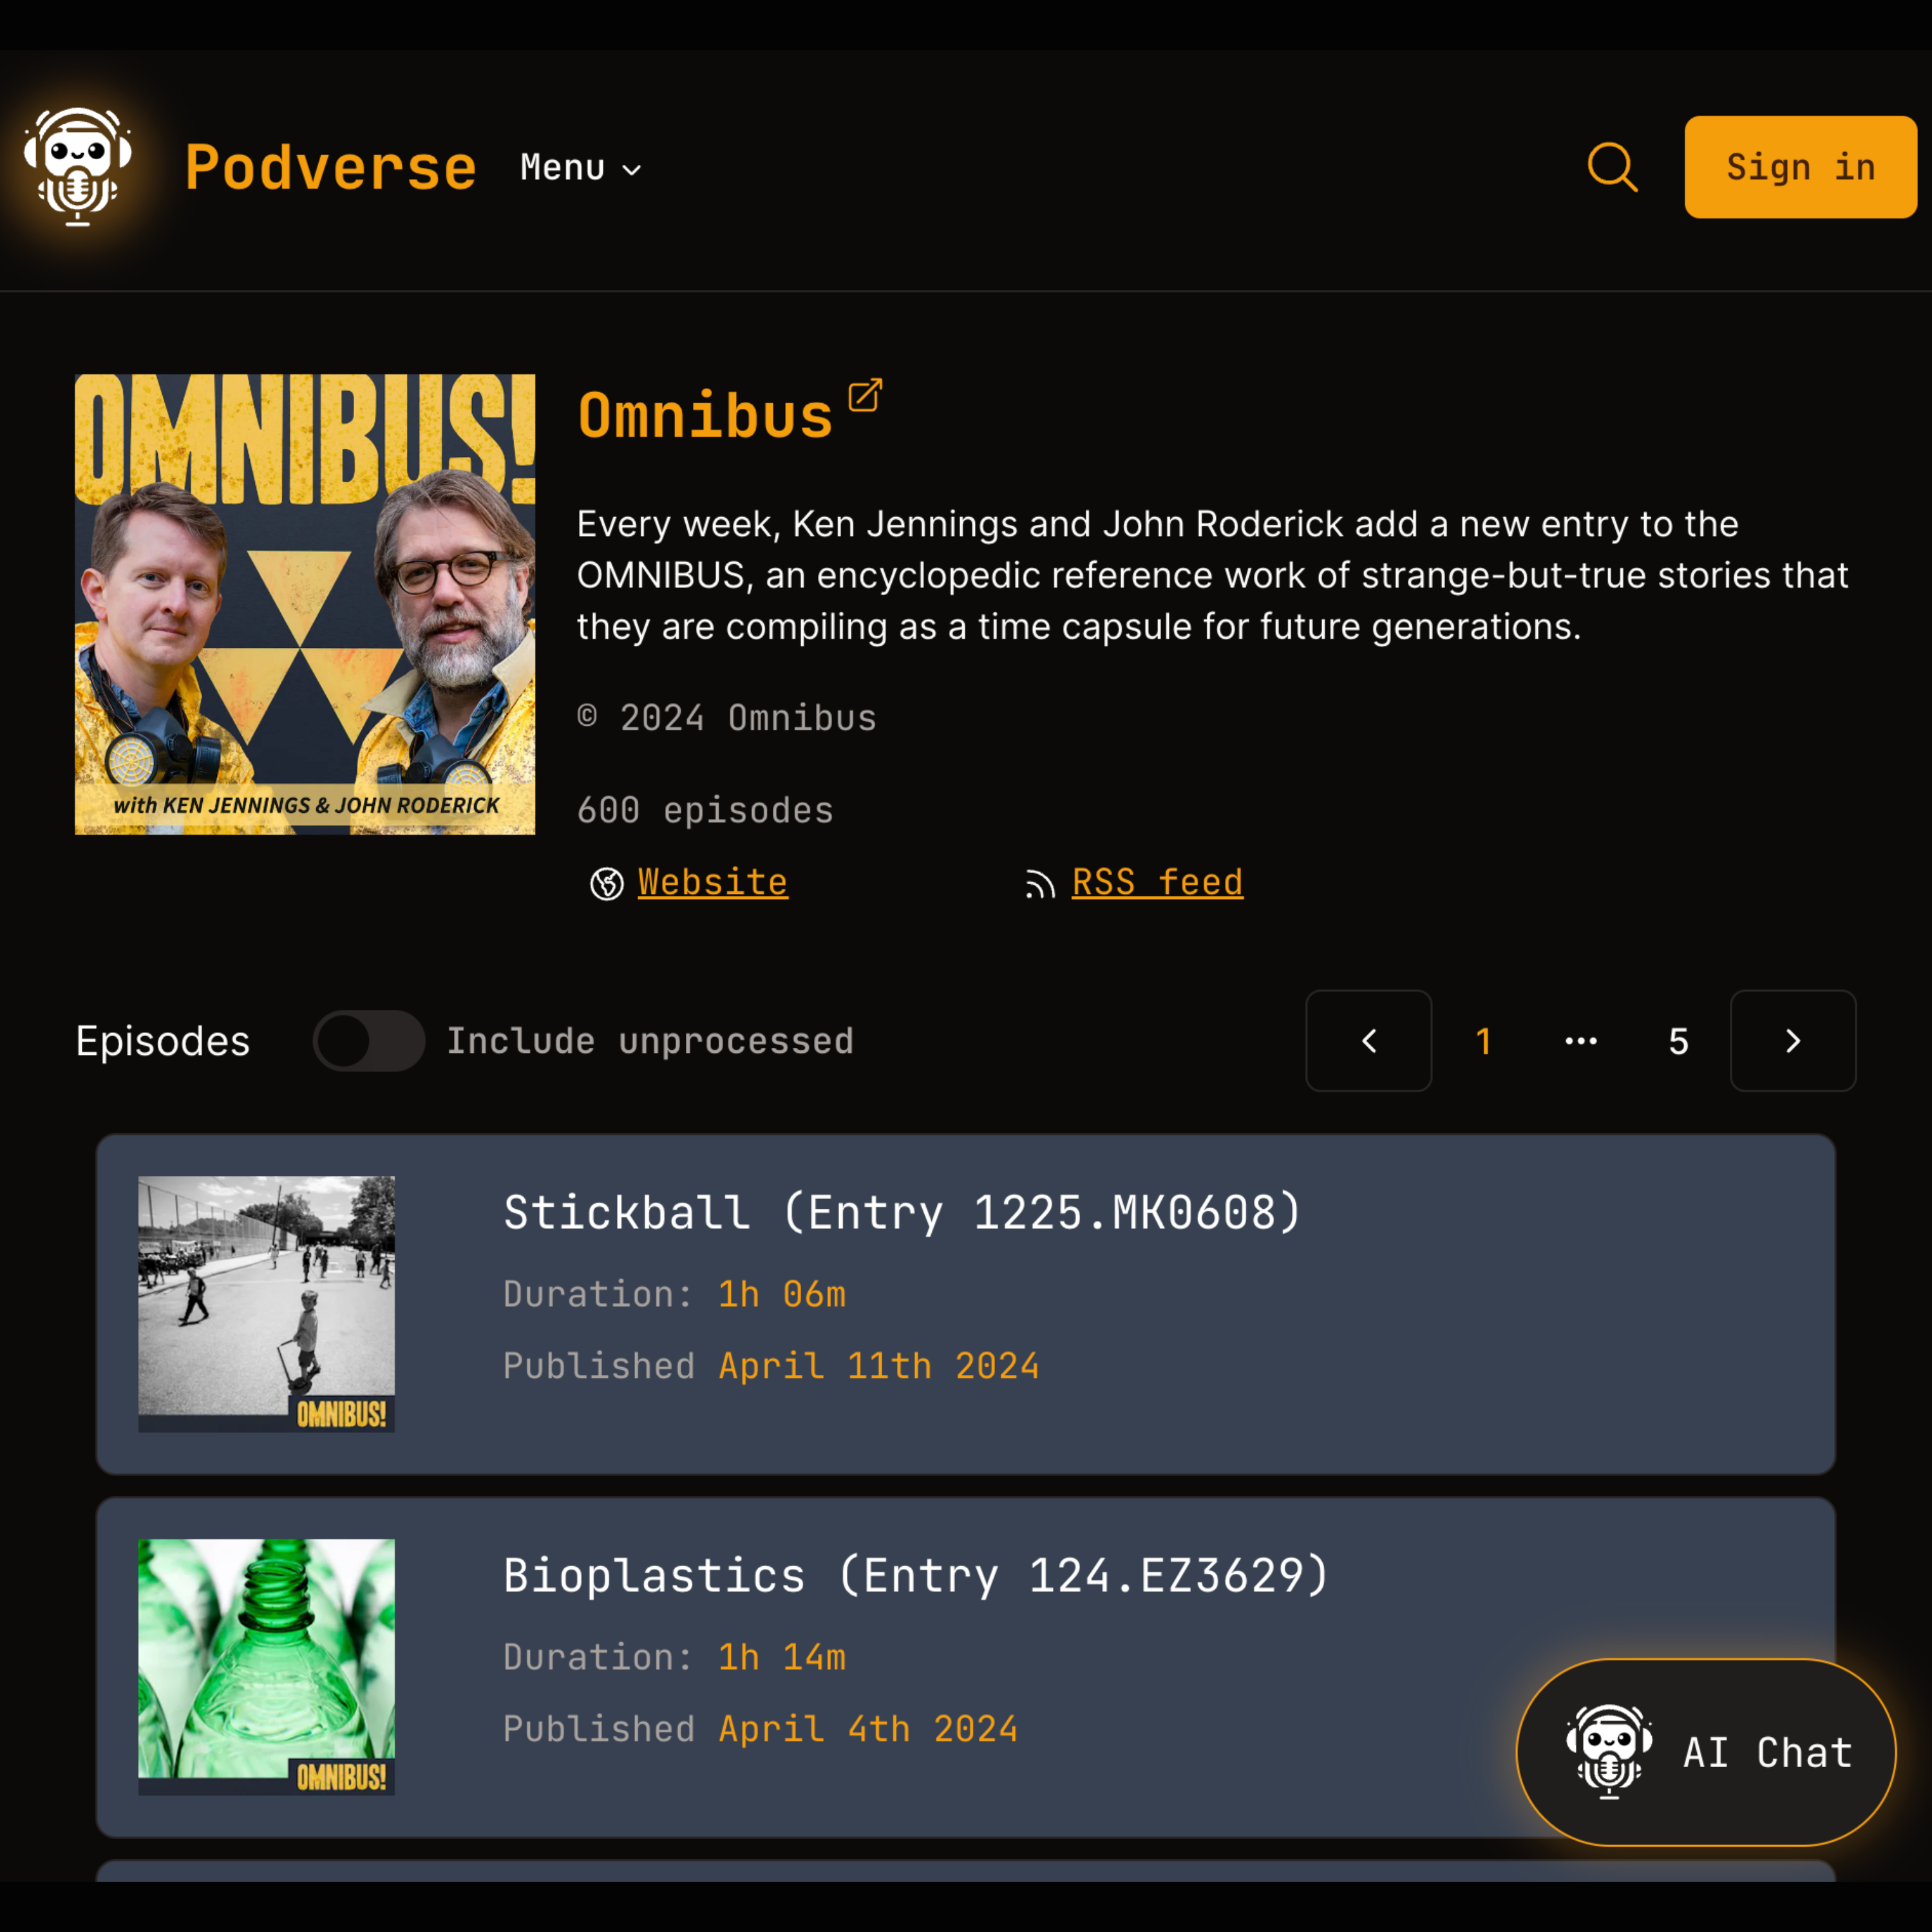 Podverse
Menu
Sign in
OMNIBUS!
with KEN JENNINGS & JOHN RODERICK
Omnibus
Every week, Ken Jennings and John Roderick add a new entry to the
OMNIBUS, an encyclopedic reference work of strange-but-true stories that
they are compiling as a time capsule for future generations.
© 2024 Omnibus
600 episodes
Website
RSS feed
Episodes
Include unprocessed
1 ... 5
Stickball (Entry 1225.MK0608)
Duration: 1h 06m
Published April 11th 2024
OMNIBUS!
Bioplastics (Entry 124.EZ3629)
Duration: 1h 14m
Published April 4th 2024
OMNIBUS!
AI Chat